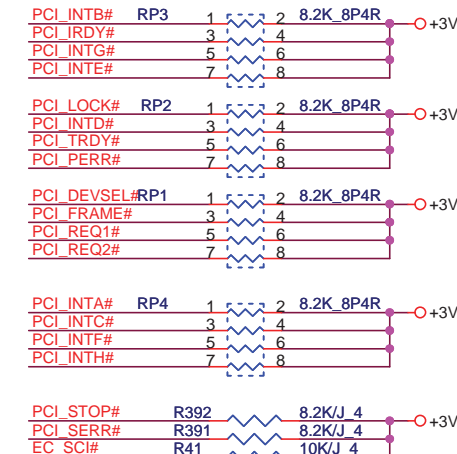 PCI_INTB# RP3 1 2 8.2K_8P4R +3V
PCI_IRDY# 3 4
PCI_INTG# 5 6
PCI_INTE# 7 8
PCI_LOCK# RP2 1 2 8.2K_8P4R +3V
PCI_INTD# 3 4
PCI_TRDY# 5 6
PCI_PERR# 7 8
PCI_DEVSEL# RP1 1 2 8.2K_8P4R +3V
PCI_FRAME# 3 4
PCI_REQ1# 5 6
PCI_REQ2# 7 8
PCI_INTA# RP4 1 2 8.2K_8P4R +3V
PCI_INTC# 3 4
PCI_INTF# 5 6
PCI_INTH# 7 8
PCI_STOP# R392 8.2K/J_4 +3V
PCI_SERR# R391 8.2K/J_4
EC_SCI# R41 10K/J_4